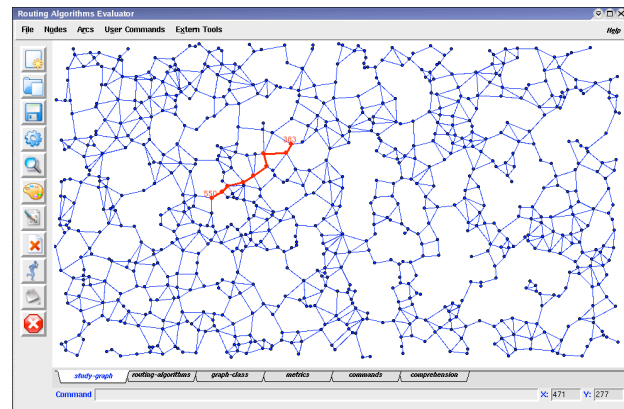 Routing Algorithms Evaluator
File Nodes Arcs User Commands Extern Tools Help
383
550
study-graph routing-algorithms graph-class metrics commands comprehension
Command X: 471 Y: 277